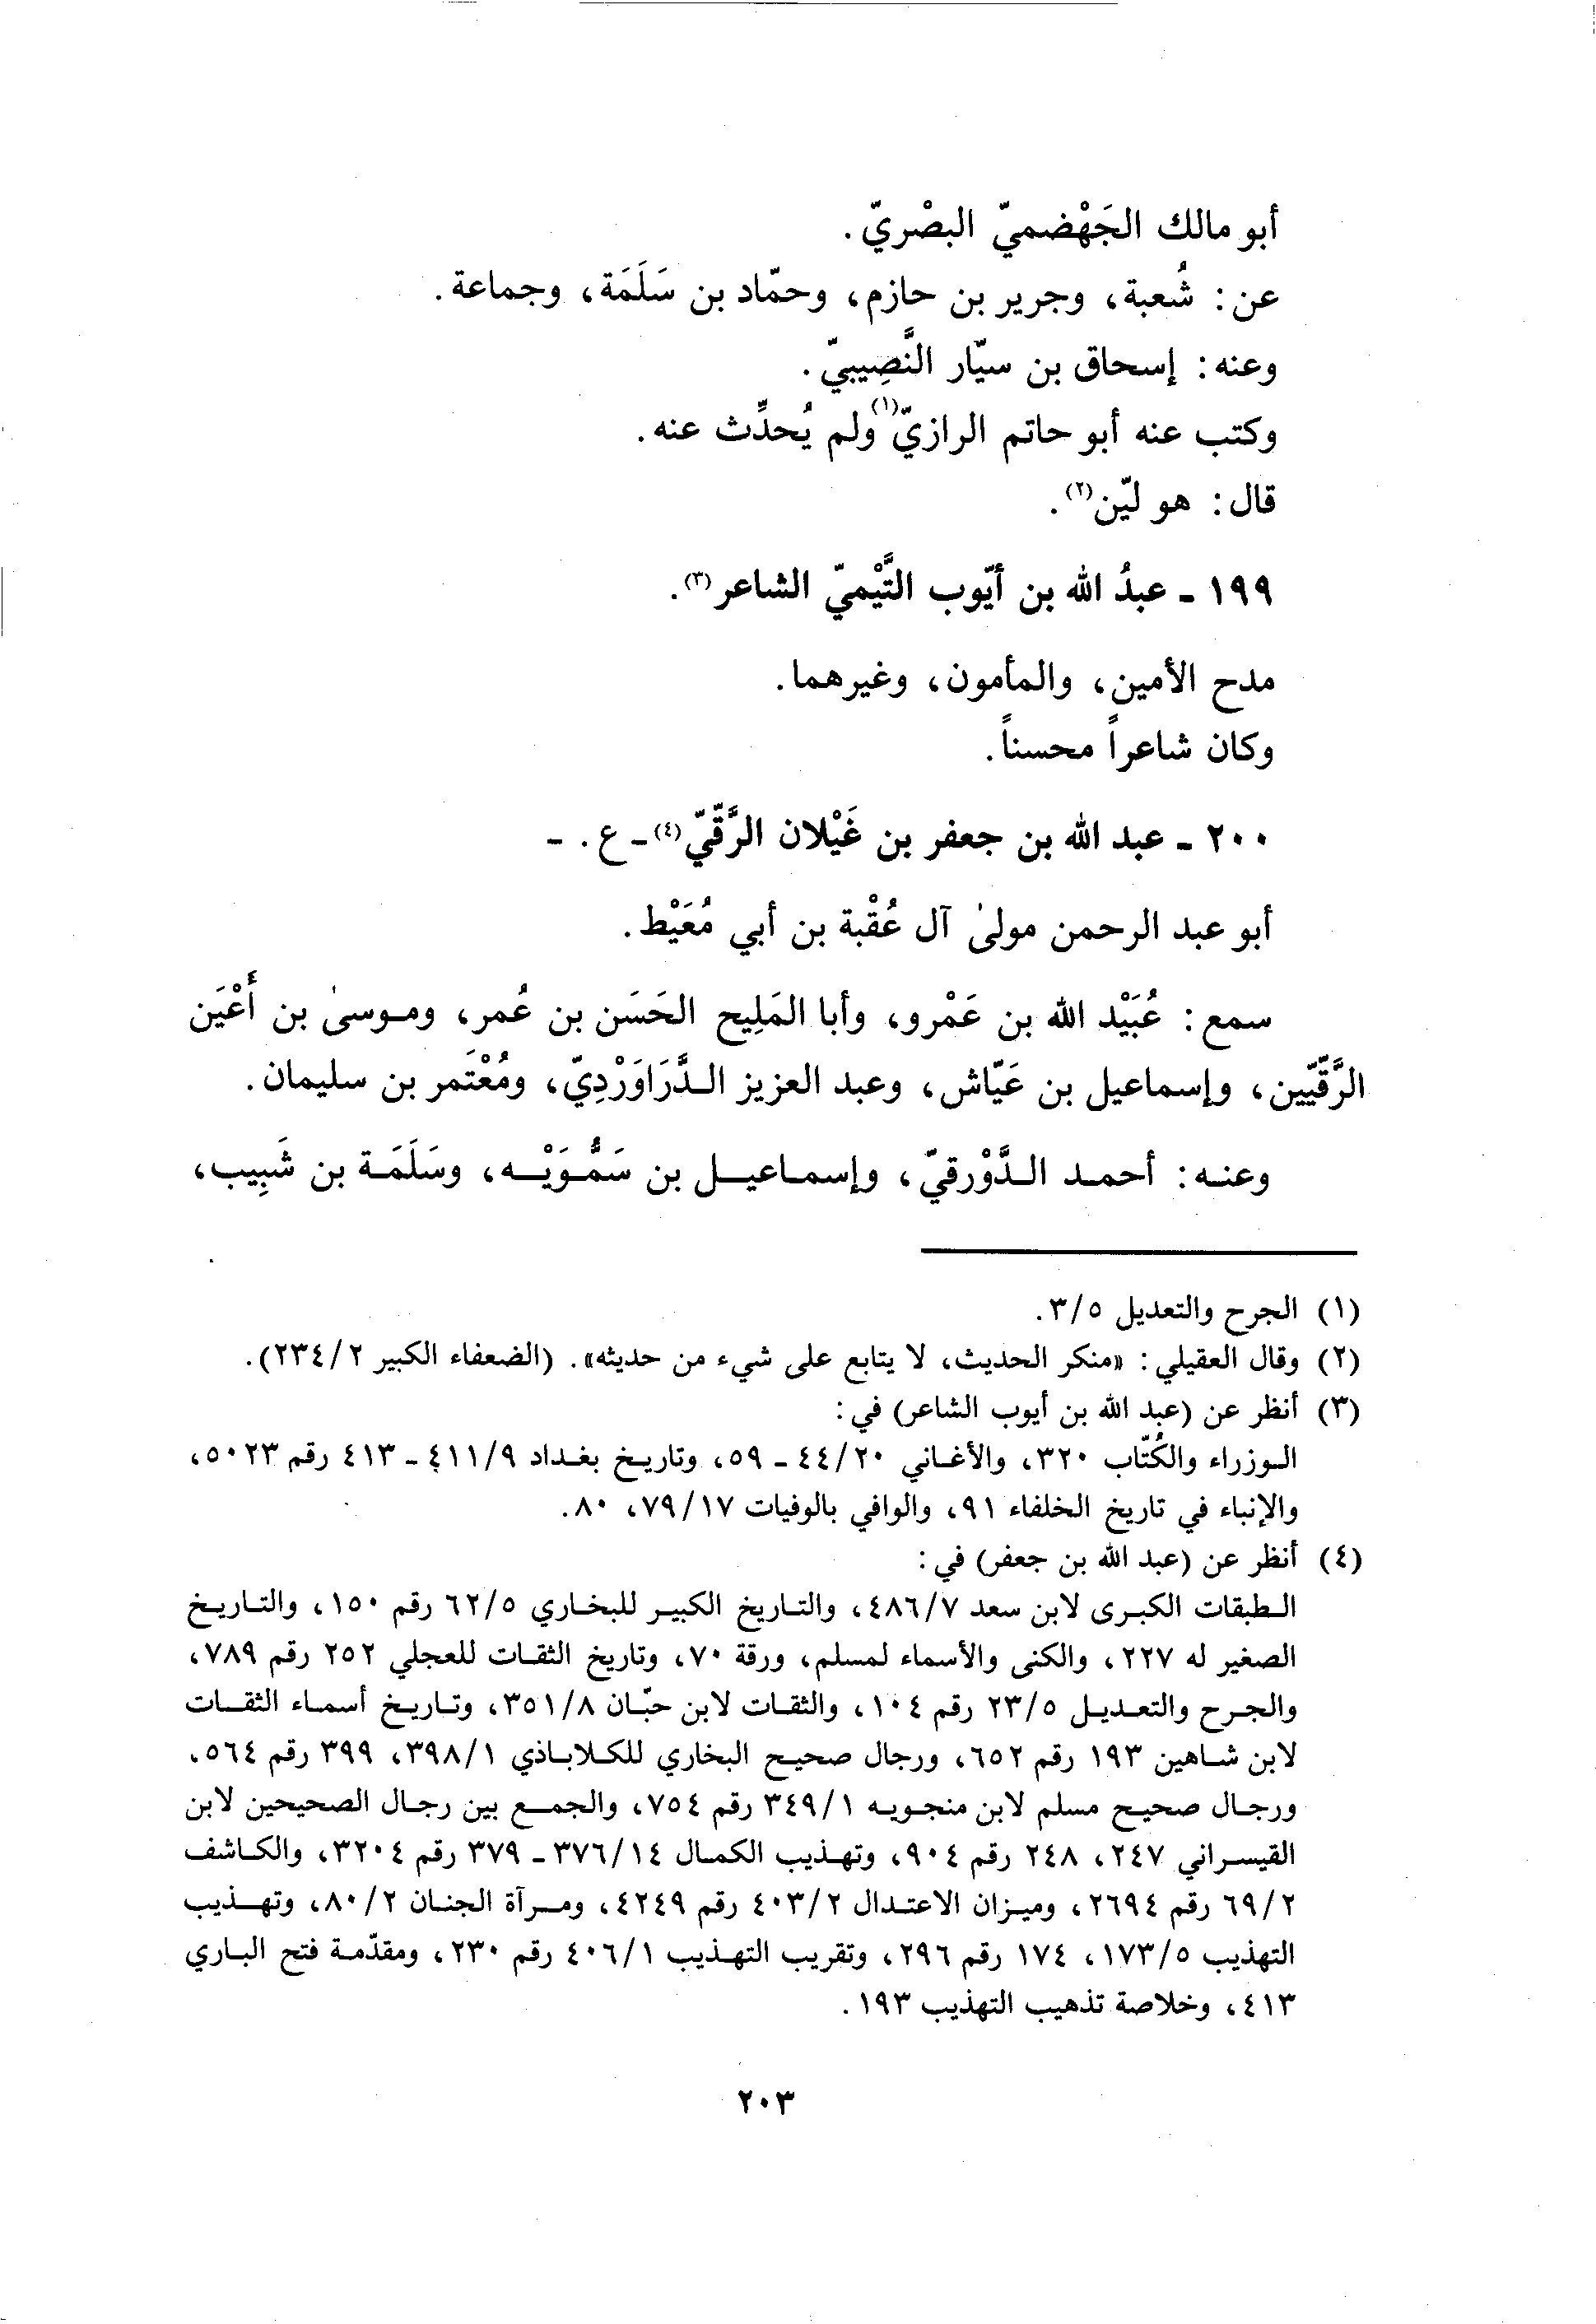 أبو مالك الجَهْضميّ البصْريّ.
عن: شُعبة، وجرير بن حازم، وحمّاد بن سَلَمَة، وجماعة.
وعنه: إسحاق بن سيّار النَّصِيبيّ.
وكتب عنه أبو حاتم الرازيّ(١) ولم يُحدِّث عنه.
قال: هو ليّن(٢).
١٩٩ ـ عبدُ الله بن أيّوب التَّيْميّ الشاعر(٣).
مدح الأمين، والمأمون، وغيرهما.
وكان شاعراً محسناً.
٢٠٠ ـ عبد الله بن جعفر بن غَيْلان الرَّقّيّ(٤) ـ ع. ـ
أبو عبد الرحمن مولىٰ آل عُقْبة بن أبي مُعَيْط.
سمع: عُبَيْد الله بن عَمْرو، وأبا المَلِيح الحَسَن بن عُمر، وموسىٰ بن أَعْيَن
الرَّقّيّين، وإسماعيل بن عَيّاش، وعبد العزيز الدَّرَاوَرْدِيّ، ومُعْتَمر بن سليمان.
وعنه: أحمد الدَّوْرقيّ، وإسماعيل بن سَمُّوَيْه، وسَلَمَة بن شَبِيب،
(١) الجرح والتعديل ٣/٥.
(٢) وقال العقيلي: «منكر الحديث، لا يتابع على شيء من حديثه». (الضعفاء الكبير ٢٣٤/٢).
(٣) أنظر عن (عبد الله بن أيوب الشاعر) في:
الوزراء والكُتّاب ٣٢٠، والأغاني ٤٤/٢٠ ـ ٥٩، وتاريخ بغداد ٤١١/٩ ـ ٤١٣ رقم ٥٠٢٣،
والإنباء في تاريخ الخلفاء ٩١، والوافي بالوفيات ٧٩/١٧، ٨٠.
(٤) أنظر عن (عبد الله بن جعفر) في:
الطبقات الكبرى لابن سعد ٤٨٦/٧، والتاريخ الكبير للبخاري ٦٢/٥ رقم ١٥٠، والتاريخ
الصغير له ٢٢٧، والكنى والأسماء لمسلم، ورقة ٧٠، وتاريخ الثقات للعجلي ٢٥٢ رقم ٧٨٩،
والجرح والتعديل ٢٣/٥ رقم ١٠٤، والثقات لابن حبّان ٣٥١/٨، وتاريخ أسماء الثقات
لابن شاهين ١٩٣ رقم ٦٥٢، ورجال صحيح البخاري للكلاباذي ٣٩٨/١، ٣٩٩ رقم ٥٦٤،
ورجال صحيح مسلم لابن منجويه ٣٤٩/١ رقم ٧٥٤، والجمع بين رجال الصحيحين لابن
القيسراني ٢٤٧، ٢٤٨ رقم ٩٠٤، وتهذيب الكمال ٣٧٦/١٤ ـ ٣٧٩ رقم ٣٢٠٤، والكاشف
٦٩/٢ رقم ٢٦٩٤، وميزان الاعتدال ٤٠٣/٢ رقم ٤٢٤٩، ومرآة الجنان ٨٠/٢، وتهذيب
التهذيب ١٧٣/٥، ١٧٤ رقم ٢٩٦، وتقريب التهذيب ٤٠٦/١ رقم ٢٣٠، ومقدّمة فتح الباري
٤١٣، وخلاصة تذهيب التهذيب ١٩٣.
٢٠٣